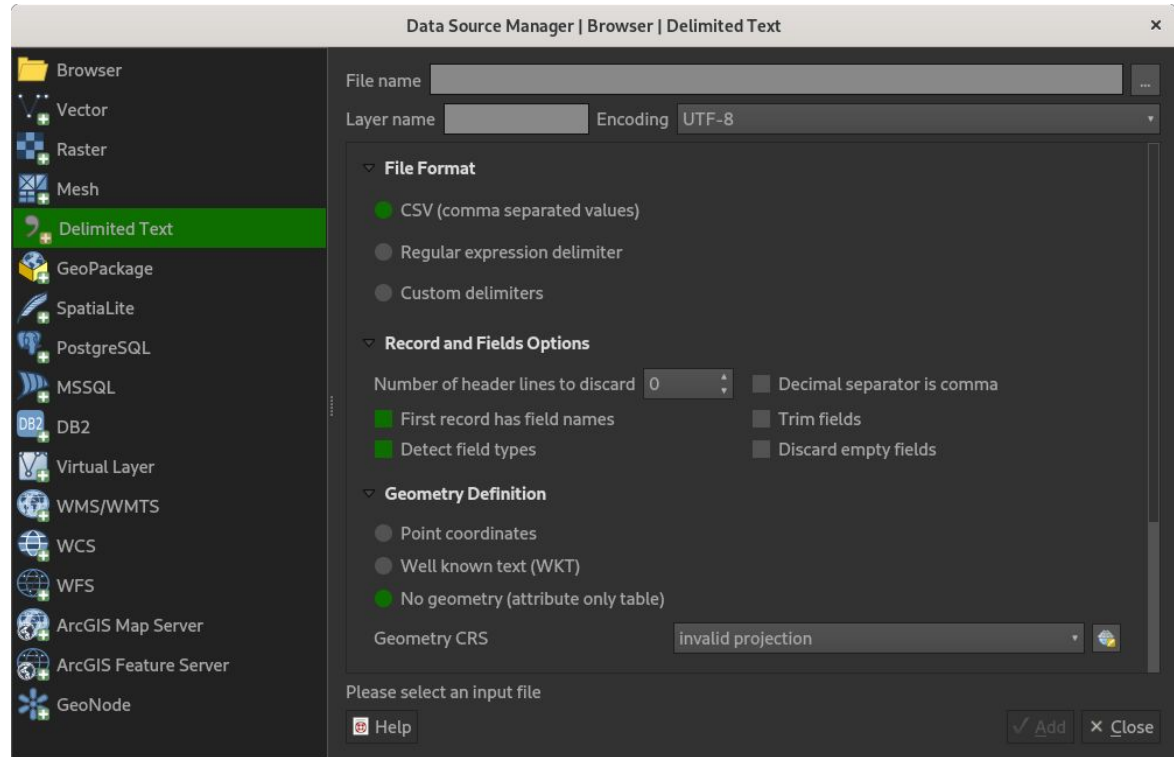 Data Source Manager | Browser | Delimited Text ×
Browser
Vector
Raster
Mesh
Delimited Text
GeoPackage
SpatiaLite
PostgreSQL
MSSQL
DB2 DB2
Virtual Layer
WMS/WMTS
WCS
WFS
ArcGIS Map Server
ArcGIS Feature Server
GeoNode
File name ...
Layer name Encoding UTF-8
File Format
CSV (comma separated values)
Regular expression delimiter
Custom delimiters
Record and Fields Options
Number of header lines to discard 0 Decimal separator is comma
First record has field names Trim fields
Detect field types Discard empty fields
Geometry Definition
Point coordinates
Well known text (WKT)
No geometry (attribute only table)
Geometry CRS invalid projection
Please select an input file
Help Add Close